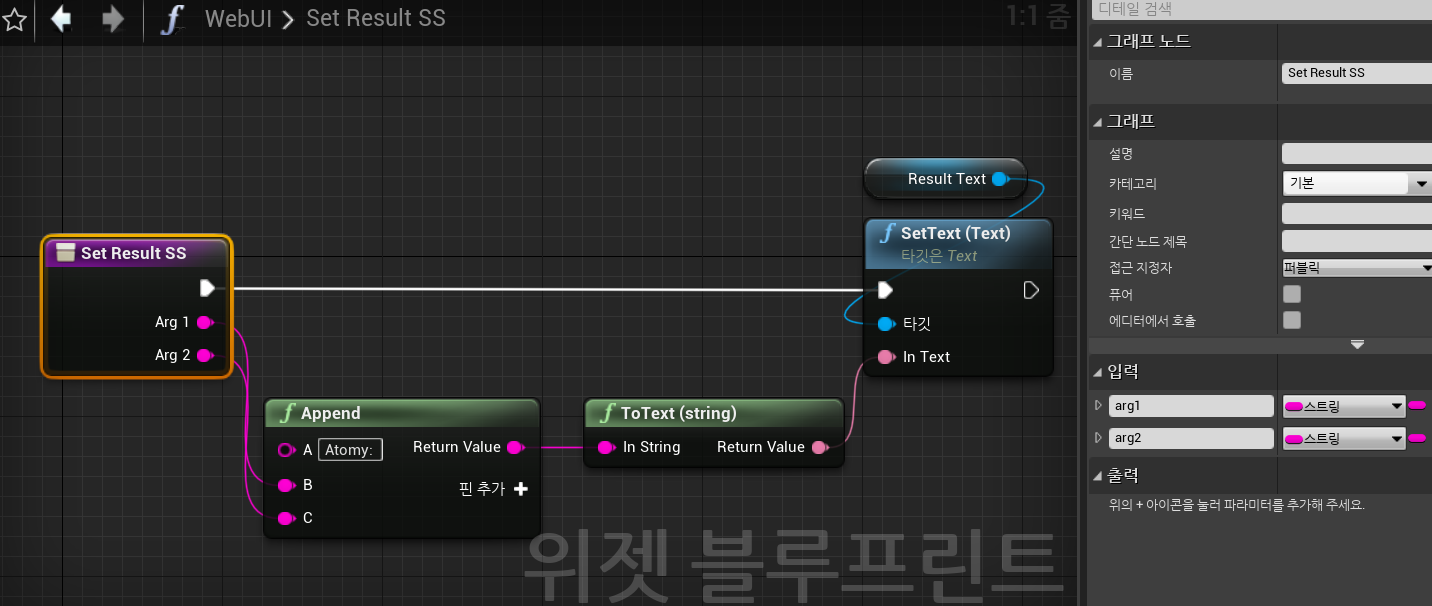 WebUI > Set Result SS
1:1 줌
Set Result SS
Arg 1
Arg 2
Append
A Atomy: Return Value
B 핀 추가 +
C
ToText (string)
In String Return Value
Result Text
SetText (Text)
타깃은 Text
타깃
In Text
위젯 블루프린트
디테일 검색
그래프 노드
이름 Set Result SS
그래프
설명
카테고리 기본
키워드
간단 노드 제목
접근 지정자 퍼블릭
퓨어
에디터에서 호출
입력
arg1 스트링
arg2 스트링
출력
위의 + 아이콘을 눌러 파라미터를 추가해 주세요.